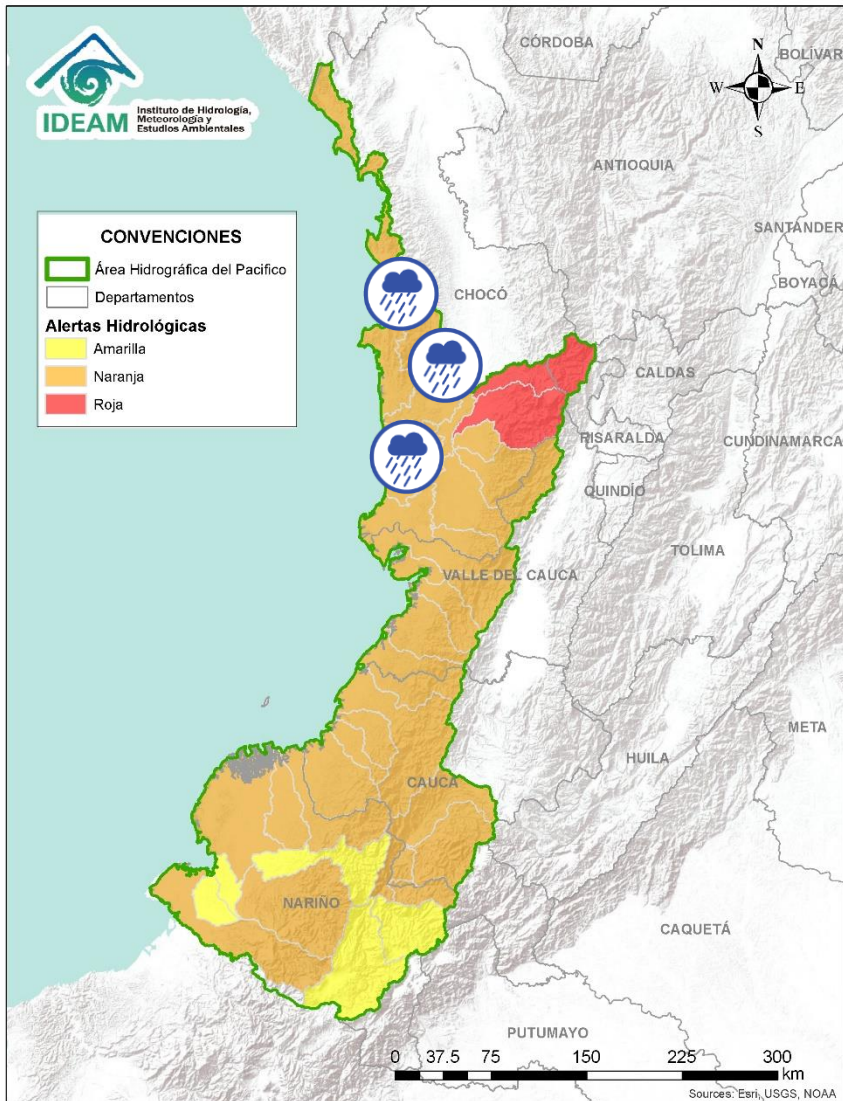 IDEAM
Instituto de Hidrología,
Meteorología y
Estudios Ambientales
CONVENCIONES
Área Hidrográfica del Pacifico
Departamentos
Alertas Hidrológicas
Amarilla
Naranja
Roja
N
W
E
S
CÓRDOBA
BOLÍVAR
ANTIOQUIA
SANTANDER
BOYACÁ
CHOCÓ
CALDAS
RISARALDA
CUNDINAMARCA
QUINDÍO
TOLIMA
VALLE DEL CAUCA
META
HUILA
CAUCA
NARIÑO
CAQUETÁ
PUTUMAYO
0 37.5 75 150 225 300
km
Sources: Esri, USGS, NOAA